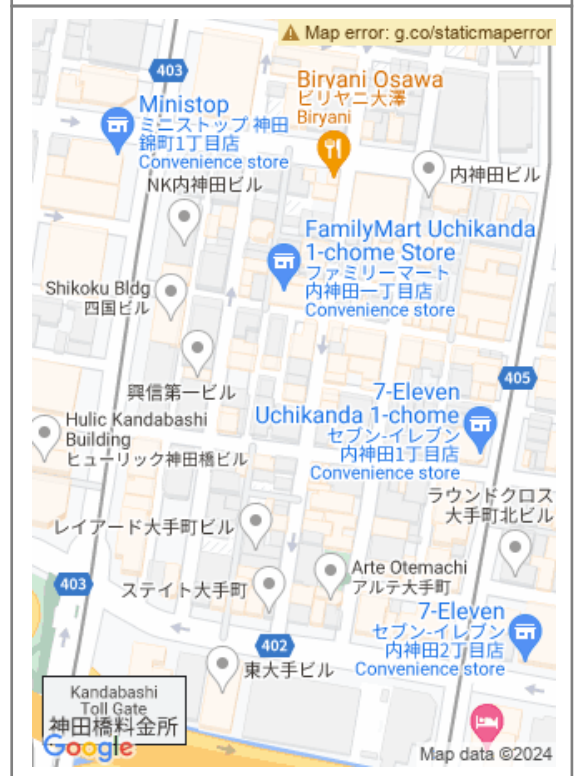 Map error: g.co/staticmaperror
403
Biryani Osawa
ビリヤニ大澤
Biryani
Ministop
ミニストップ 神田
錦町1丁目店
Convenience store
内神田ビル
NK内神田ビル
FamilyMart Uchikanda
1-chome Store
ファミリーマート
内神田一丁目店
Convenience store
Shikoku Bldg
四国ビル
興信第一ビル
405
7-Eleven
Uchikanda 1-chome
セブン-イレブン
内神田1丁目店
Convenience store
Hulic Kandabashi
Building
ヒューリック神田橋ビル
ラウンドクロス
大手町北ビル
レイアード大手町ビル
Arte Otemachi
アルテ大手町
403
ステイト大手町
7-Eleven
セブン-イレブン
内神田2丁目店
Convenience store
402
東大手ビル
Kandabashi
Toll Gate
神田橋料金所
Google
Map data ©2024